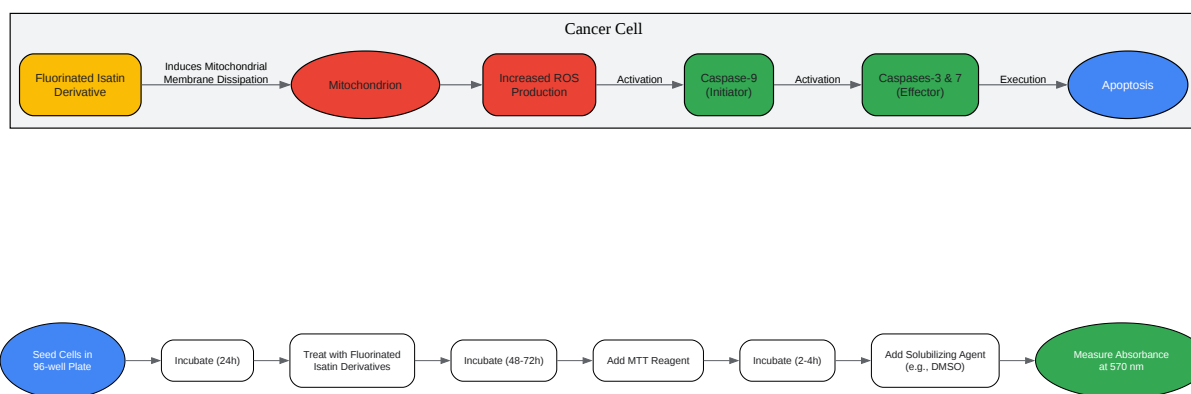 Cancer Cell
Fluorinated Isatin
Derivative
Induces Mitochondrial
Membrane Dissipation
Mitochondrion
Increased ROS
Production
Activation
Caspase-9
(Initiator)
Activation
Caspases-3 & 7
(Effector)
Execution
Apoptosis
Seed Cells in
96-well Plate
Incubate (24h)
Treat with Fluorinated
Isatin Derivatives
Incubate (48-72h)
Add MTT Reagent
Incubate (2-4h)
Add Solubilizing Agent
(e.g., DMSO)
Measure Absorbance
at 570 nm